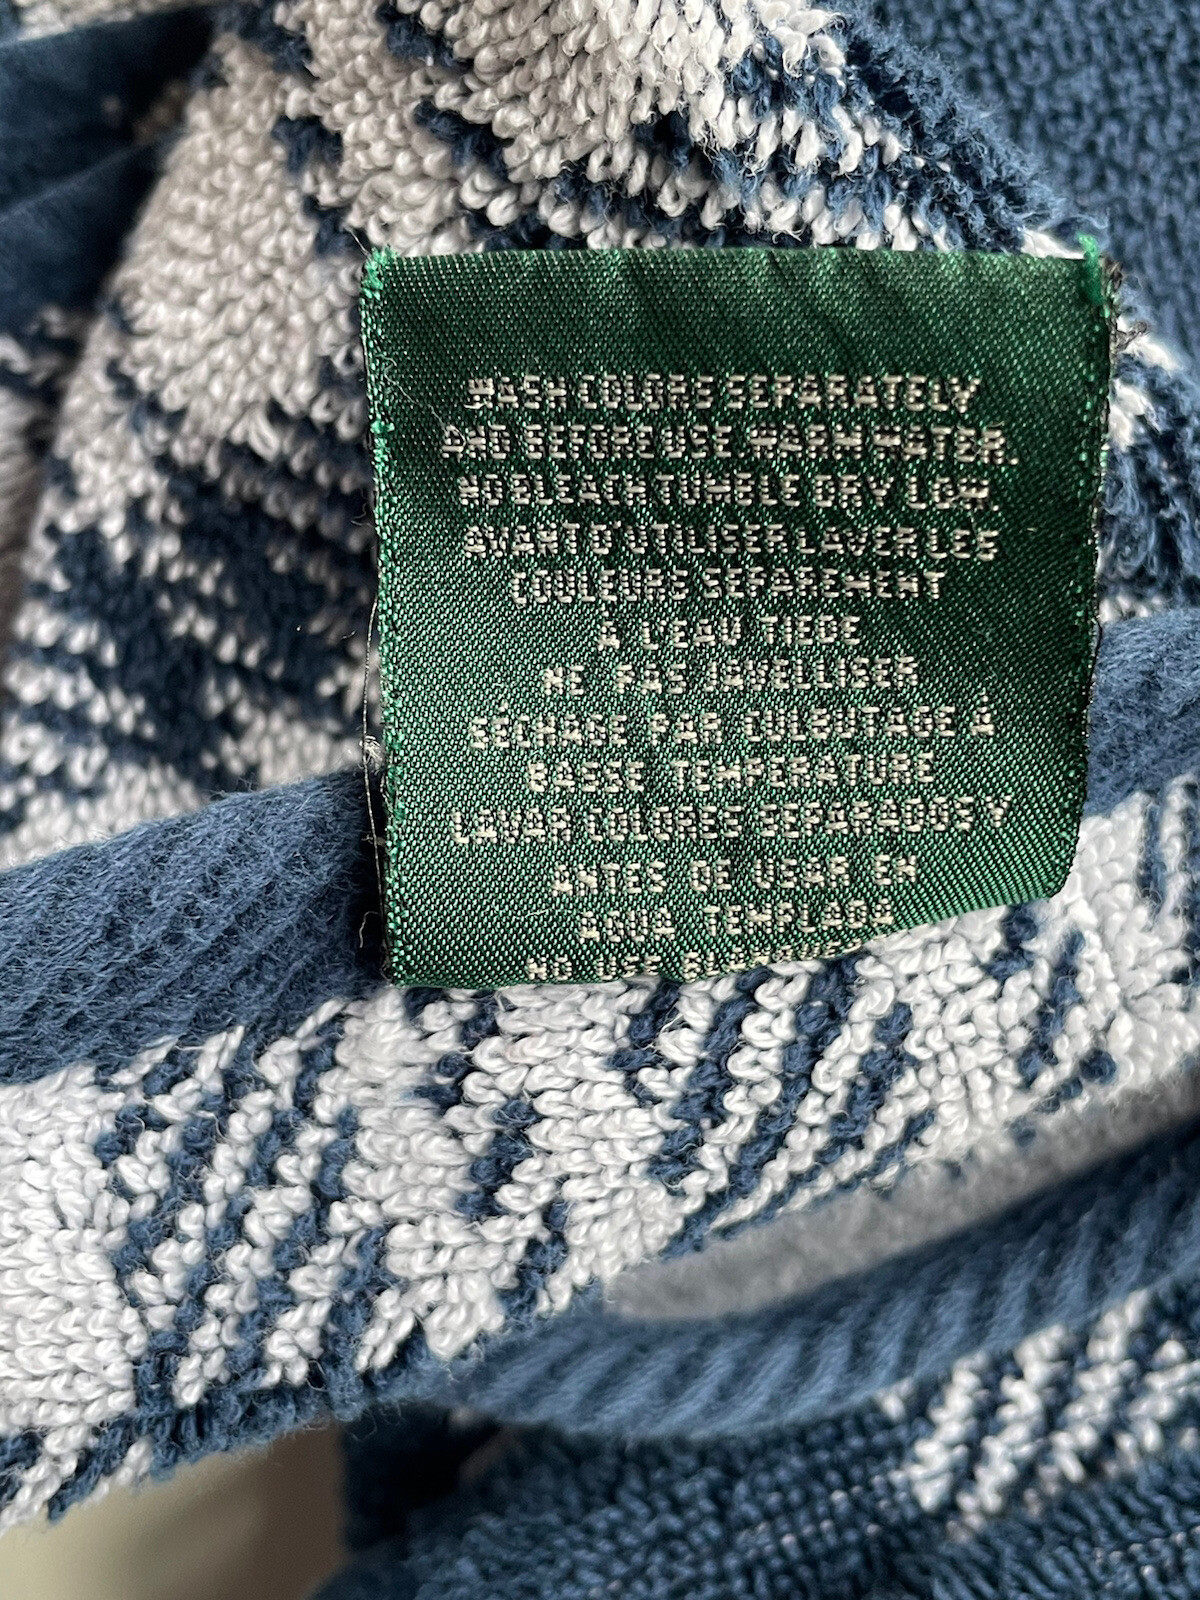 WASH COLORS SEPARATELY
AND BEFORE USE WARM WATER.
NO BLEACH TUMBLE DRY LOW.
AVANT D'UTILISER LAVER LES
COULEURS SEPAREMENT
A L'EAU TIEDE
NE PAS JAVELLISER
SÉCHAGE PAR CULBUTAGE À
BASSE TEMPERATURE
LAVAR COLORES SEPARADOS Y
ANTES DE USAR EN
AGUA TEMPLADA
NO USE